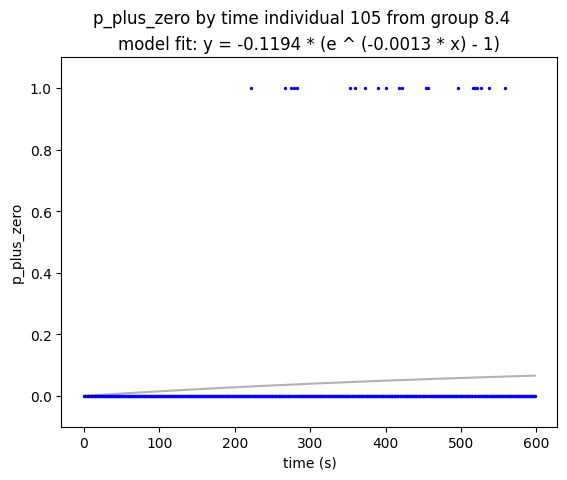 p_plus_zero by time individual 105 from group 8.4
model fit: y = -0.1194 * (e ^ (-0.0013 * x) - 1)
1.0
0.8
0.6
0.4
0.2
0.0
p_plus_zero
0 100 200 300 400 500 600
time (s)